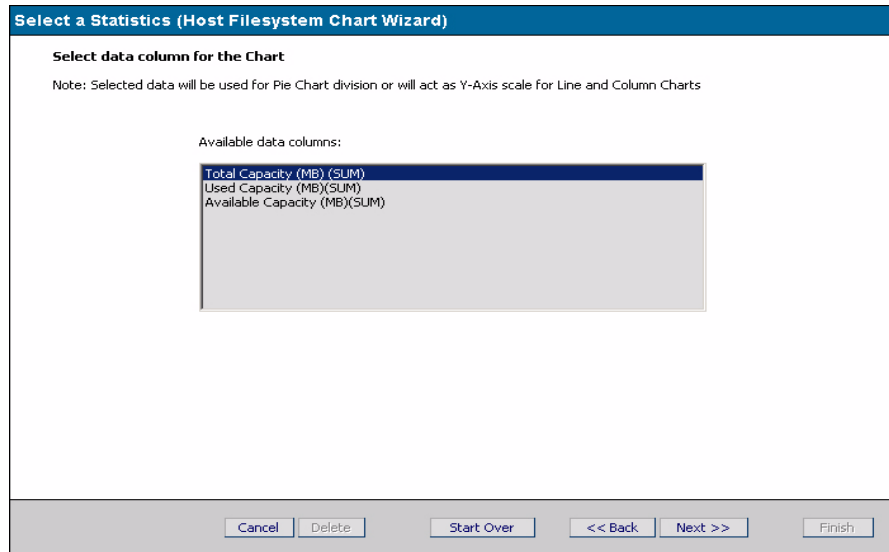 Select a Statistics (Host Filesystem Chart Wizard)
Select data column for the Chart
Note: Selected data will be used for Pie Chart division or will act as Y-Axis scale for Line and Column Charts
Available data columns:
Total Capacity (MB) (SUM)
Used Capacity (MB)(SUM)
Available Capacity (MB)(SUM)
Cancel Delete Start Over << Back Next >> Finish